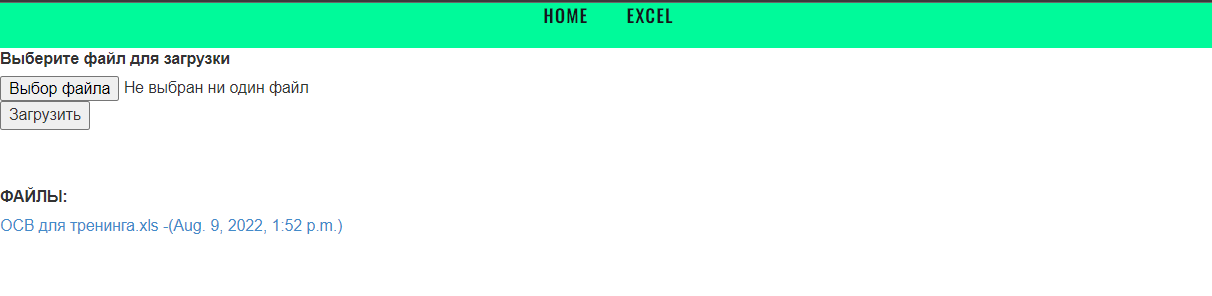 HOME EXCEL
Выберите файл для загрузки
Выбор файла Не выбран ни один файл
Загрузить
ФАЙЛЫ:
ОСВ для тренинга.xls -(Aug. 9, 2022, 1:52 p.m.)